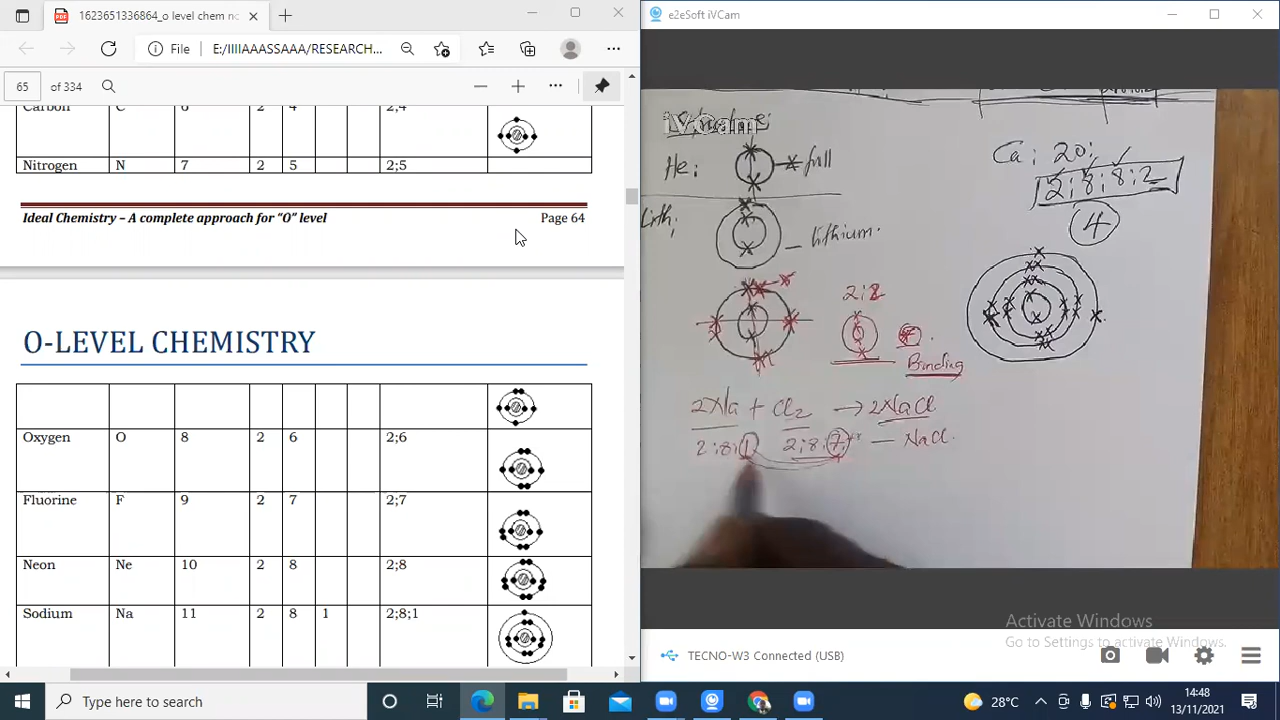 1623651336864_o level chem no
File
E:/IIIIAAASSAAA/RESEARCH...
65 of 334
Carbon C 6 2 4 2;4
Nitrogen N 7 2 5 2;5
Ideal Chemistry – A complete approach for "O" level Page 64
O-LEVEL CHEMISTRY
Oxygen O 8 2 6 2;6
Fluorine F 9 2 7 2;7
Neon Ne 10 2 8 2;8
Sodium Na 11 2 8 1 2;8;1
e2eSoft iVCam
iVCam
He: full
Lith; lithium.
Ca: 20:
2;8;8;2
4
2;8
Bonding
2Na + Cl2 → 2NaCl
2;8;1 2;8;7 — NaCl.
Activate Windows
Go to Settings to activate Windows.
TECNO-W3 Connected (USB)
Type here to search
28°C
14:48
13/11/2021